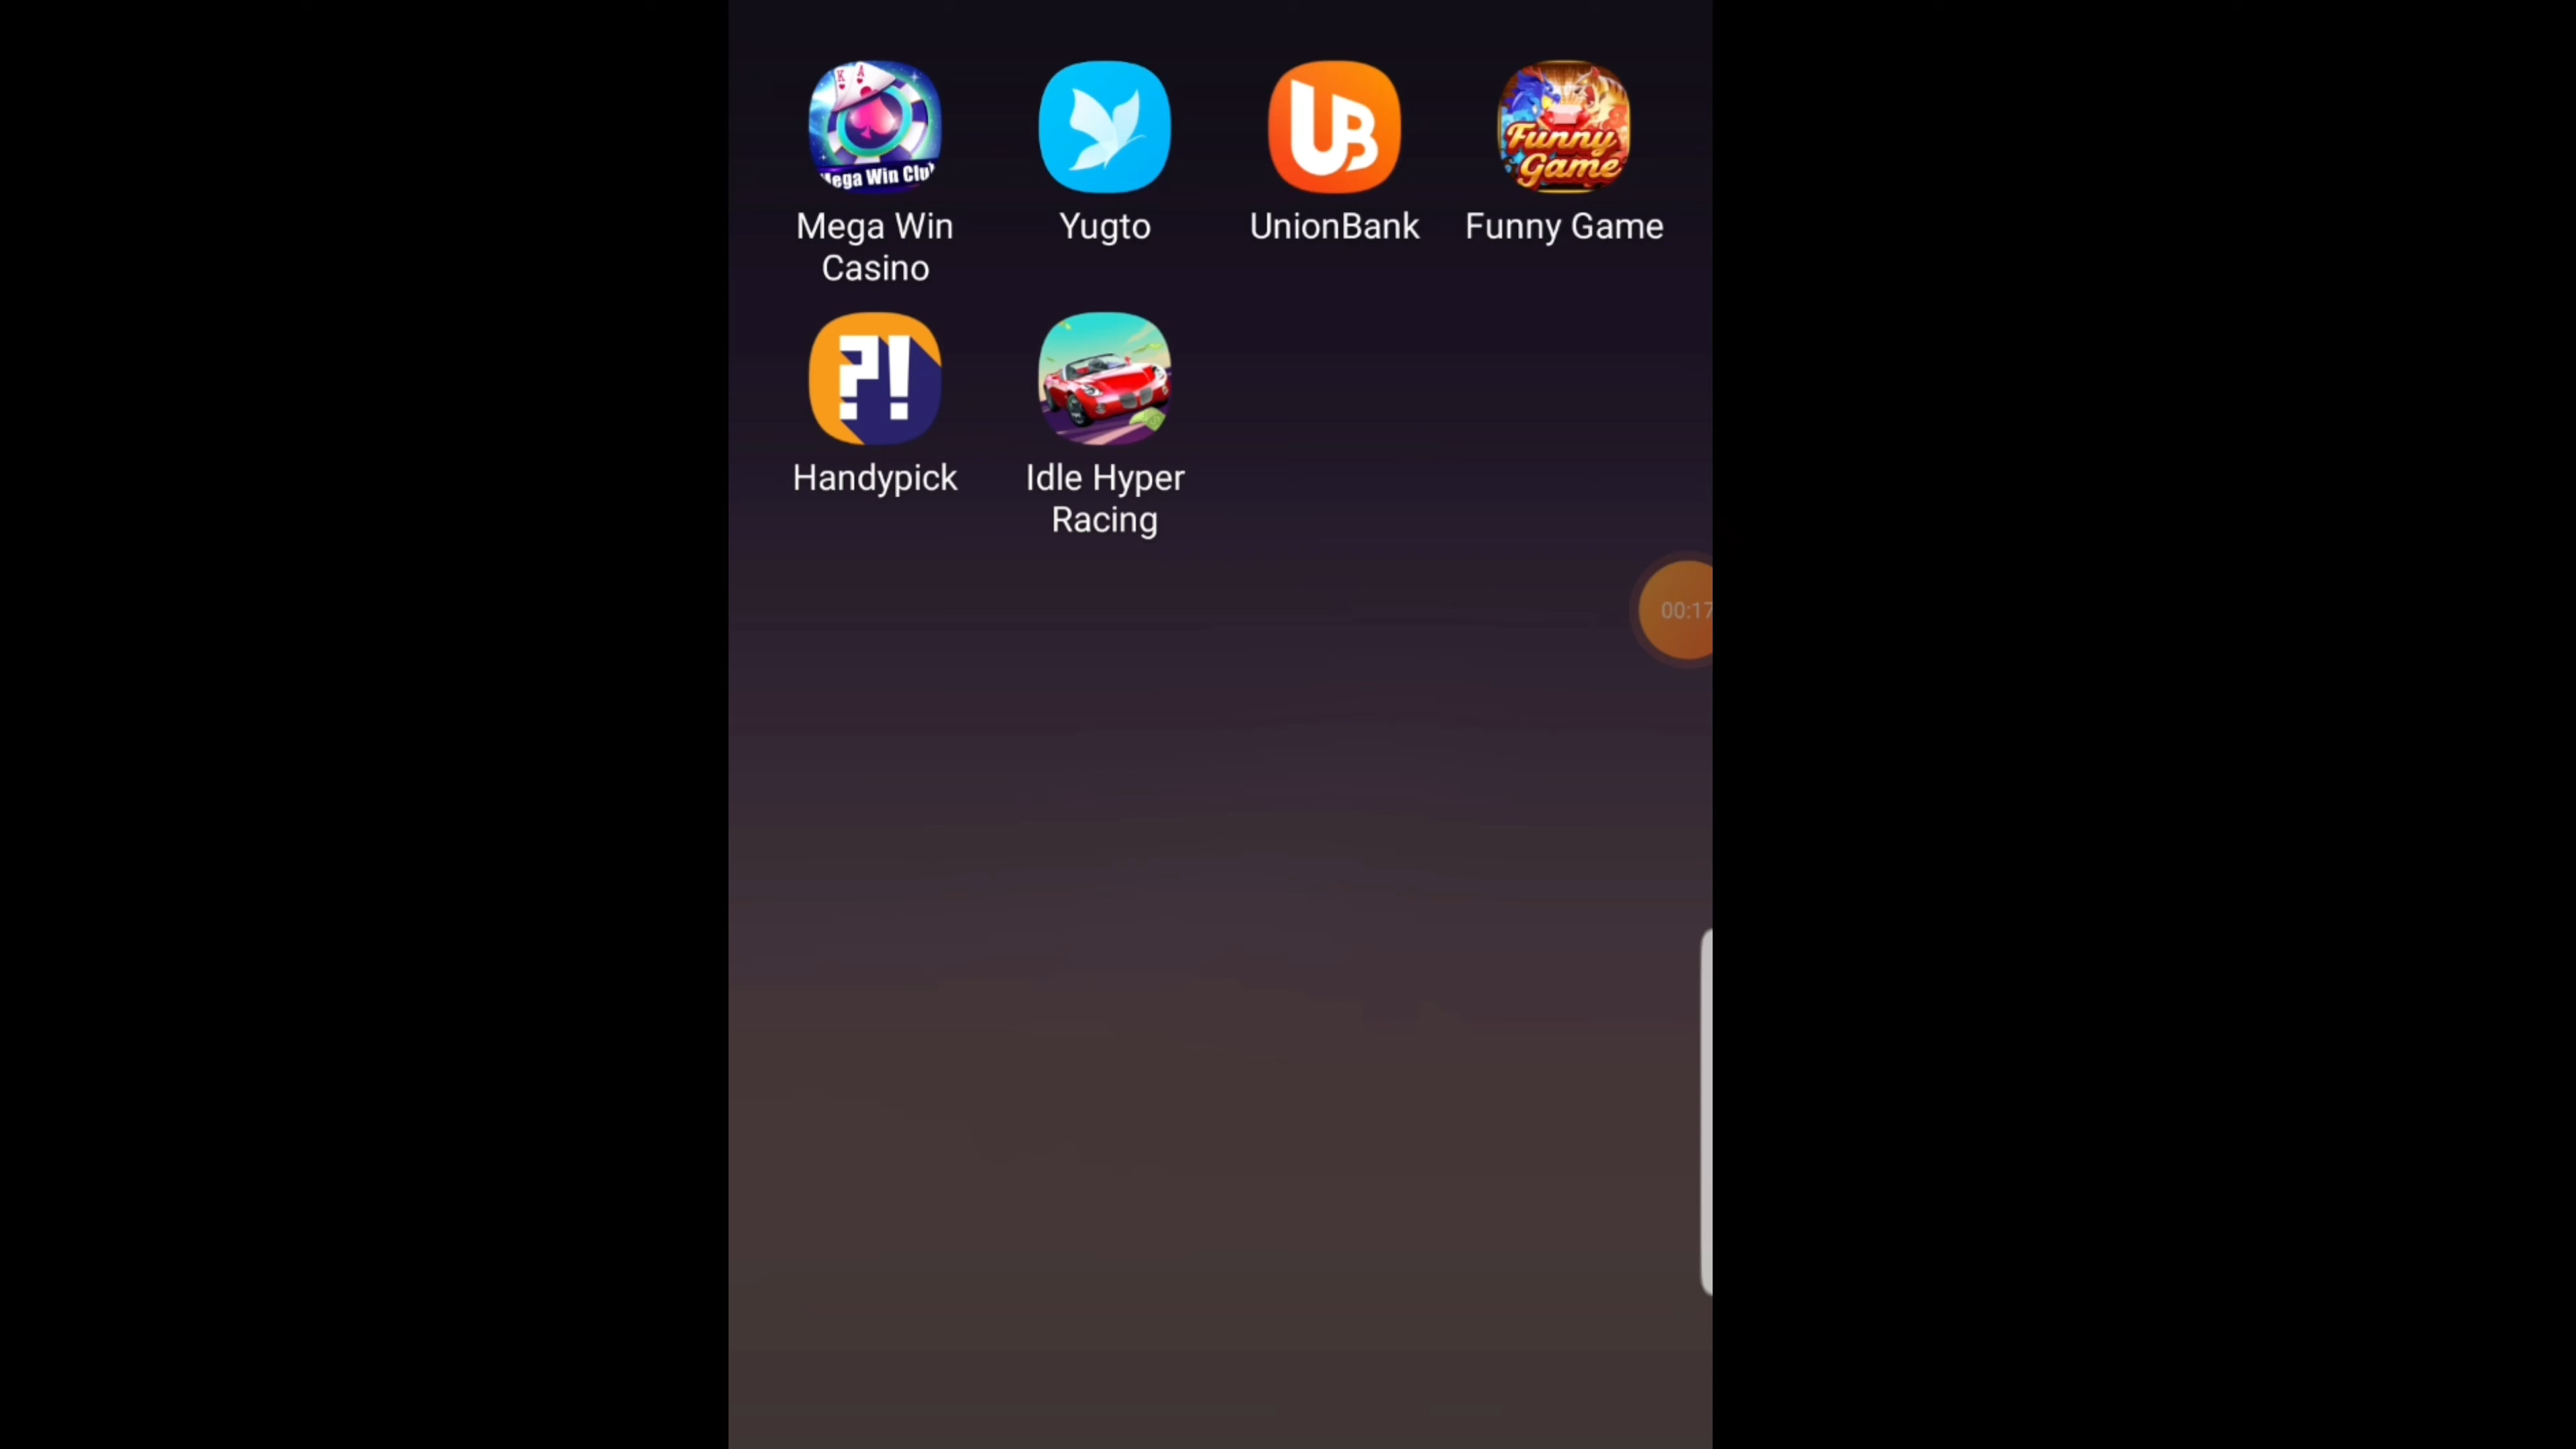 K A
Mega Win Club
UB
Funny
Game
Mega Win
Casino
Yugto
UnionBank
Funny Game
?!
Handypick
Idle Hyper
Racing
00:17